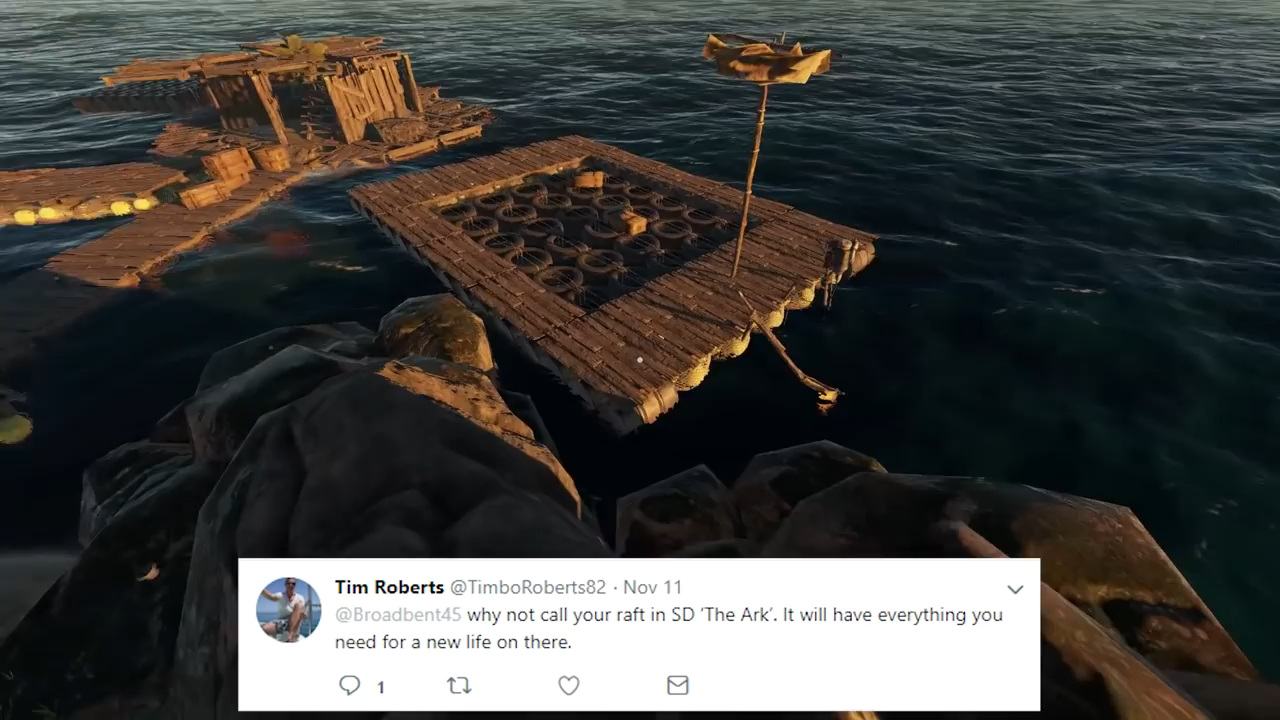 Tim Roberts @TimboRoberts82 · Nov 11
@Broadbent45 why not call your raft in SD ‘The Ark’. It will have everything you
need for a new life on there.
1